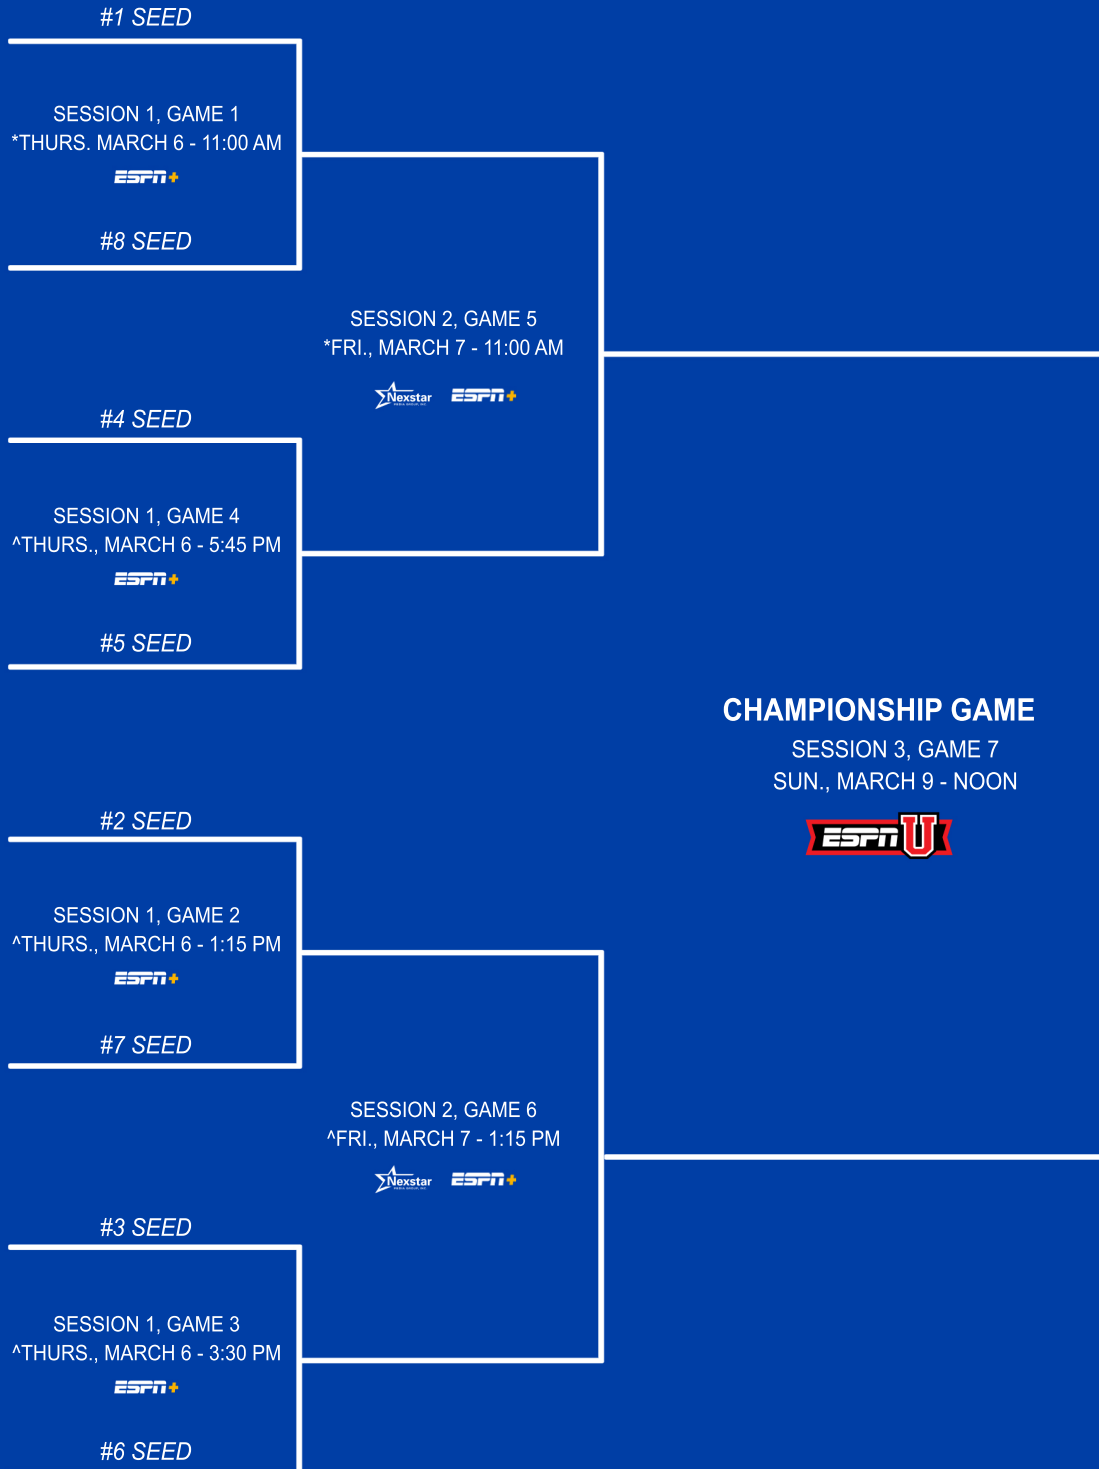 #1 SEED
SESSION 1, GAME 1
*THURS. MARCH 6 - 11:00 AM
ESPN+
#8 SEED
SESSION 2, GAME 5
*FRI., MARCH 7 - 11:00 AM
Nexstar ESPN+
#4 SEED
SESSION 1, GAME 4
^THURS., MARCH 6 - 5:45 PM
ESPN+
#5 SEED
CHAMPIONSHIP GAME
SESSION 3, GAME 7
SUN., MARCH 9 - NOON
ESPN U
#2 SEED
SESSION 1, GAME 2
^THURS., MARCH 6 - 1:15 PM
ESPN+
#7 SEED
SESSION 2, GAME 6
^FRI., MARCH 7 - 1:15 PM
Nexstar ESPN+
#3 SEED
SESSION 1, GAME 3
^THURS., MARCH 6 - 3:30 PM
ESPN+
#6 SEED